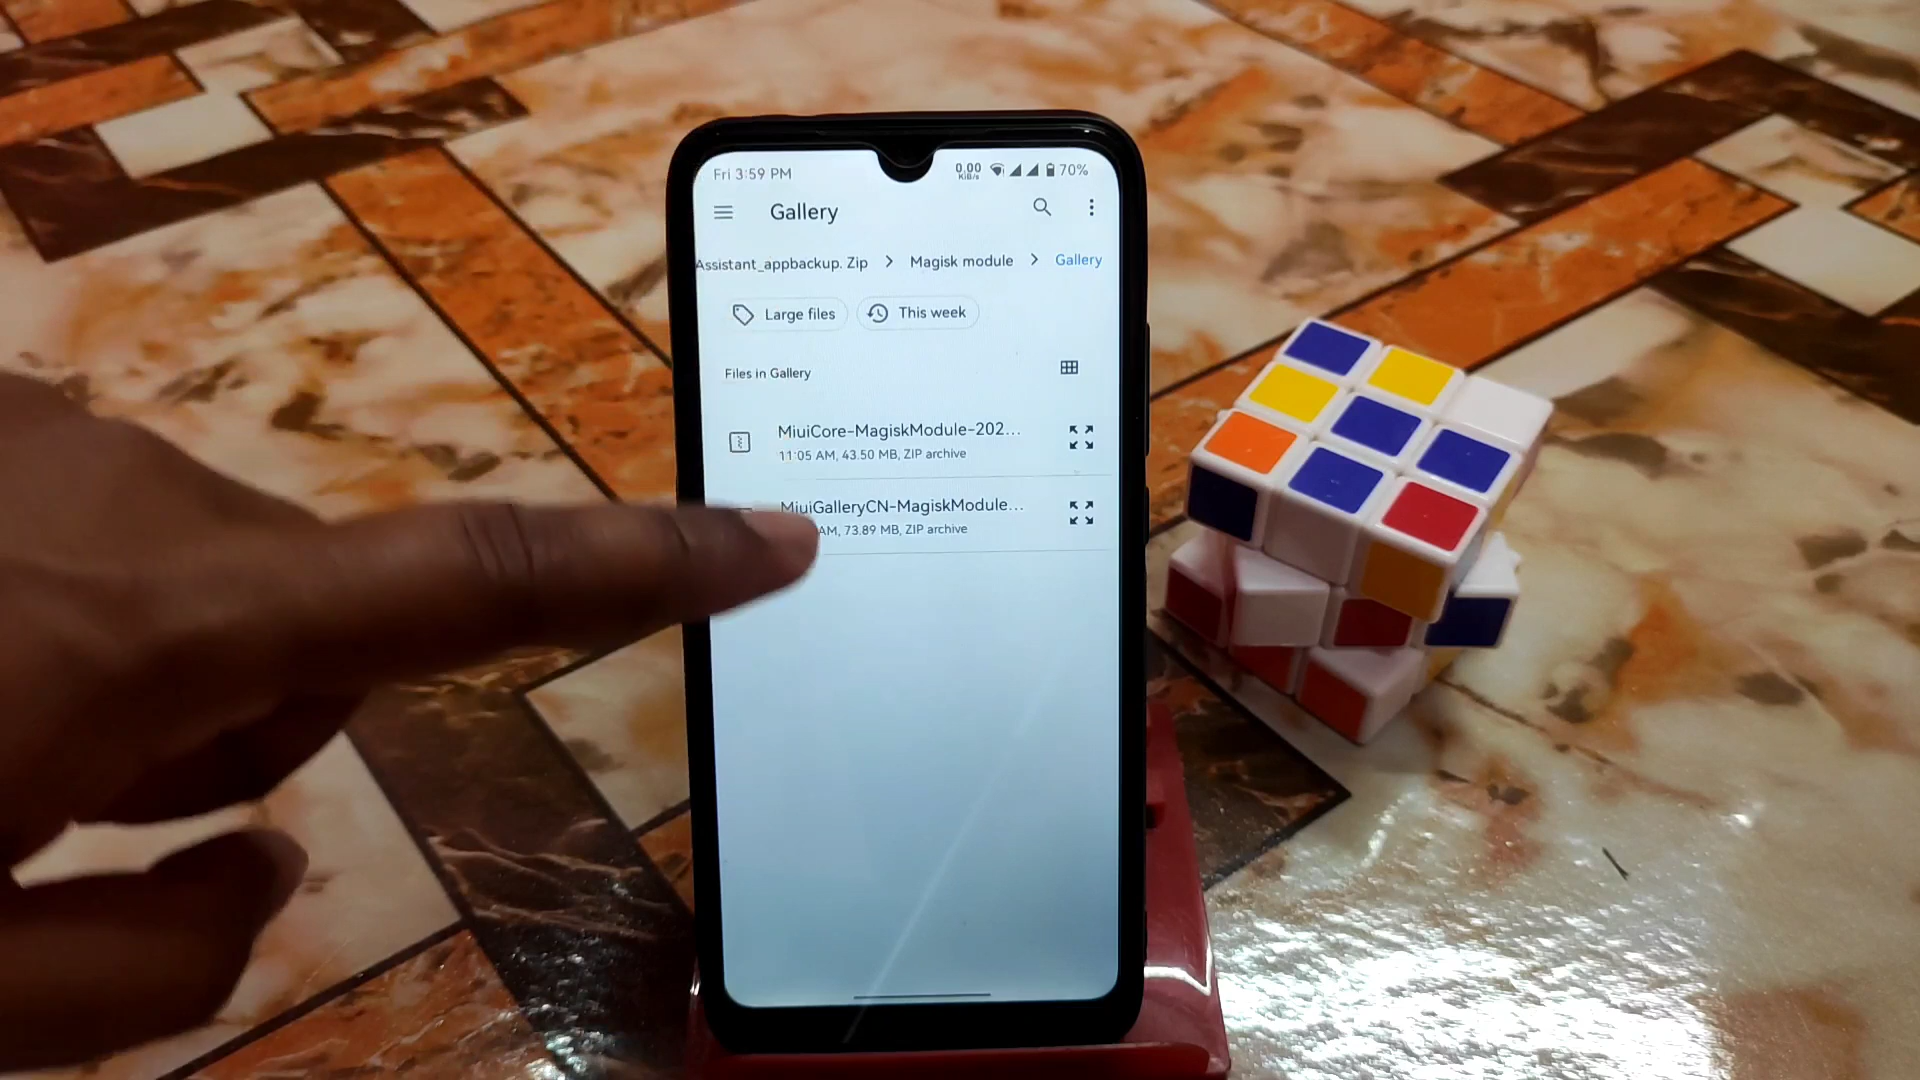 Fri 3:59 PM
0.00 KiB/s
70%
Gallery
Assistant_appbackup. Zip > Magisk module > Gallery
Large files
This week
Files in Gallery
MiuiCore-MagiskModule-202...
11:05 AM, 43.50 MB, ZIP archive
MiuiGalleryCN-MagiskModule...
AM, 73.89 MB, ZIP archive